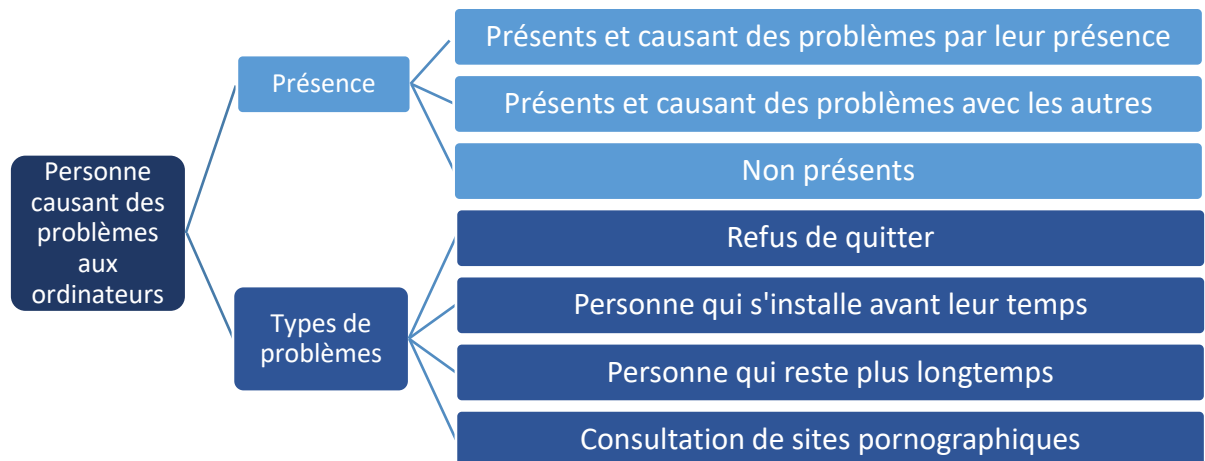 Personne
causant des
problèmes
aux
ordinateurs
Présence
Présents et causant des problèmes par leur présence
Présents et causant des problèmes avec les autres
Non présents
Types de
problèmes
Refus de quitter
Personne qui s'installe avant leur temps
Personne qui reste plus longtemps
Consultation de sites pornographiques